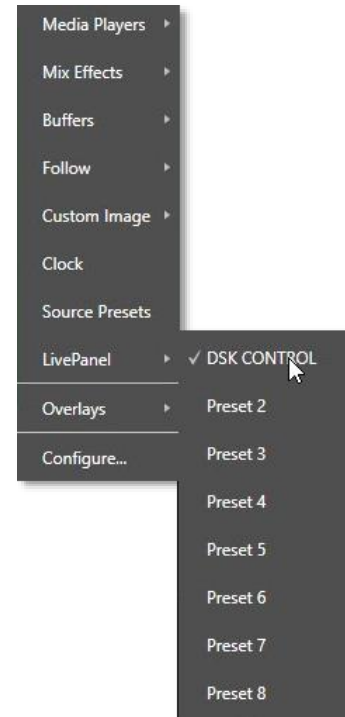 Media Players
Mix Effects
Buffers
Follow
Custom Image
Clock
Source Presets
LivePanel
Overlays
Configure...
✓ DSK CONTROL
Preset 2
Preset 3
Preset 4
Preset 5
Preset 6
Preset 7
Preset 8